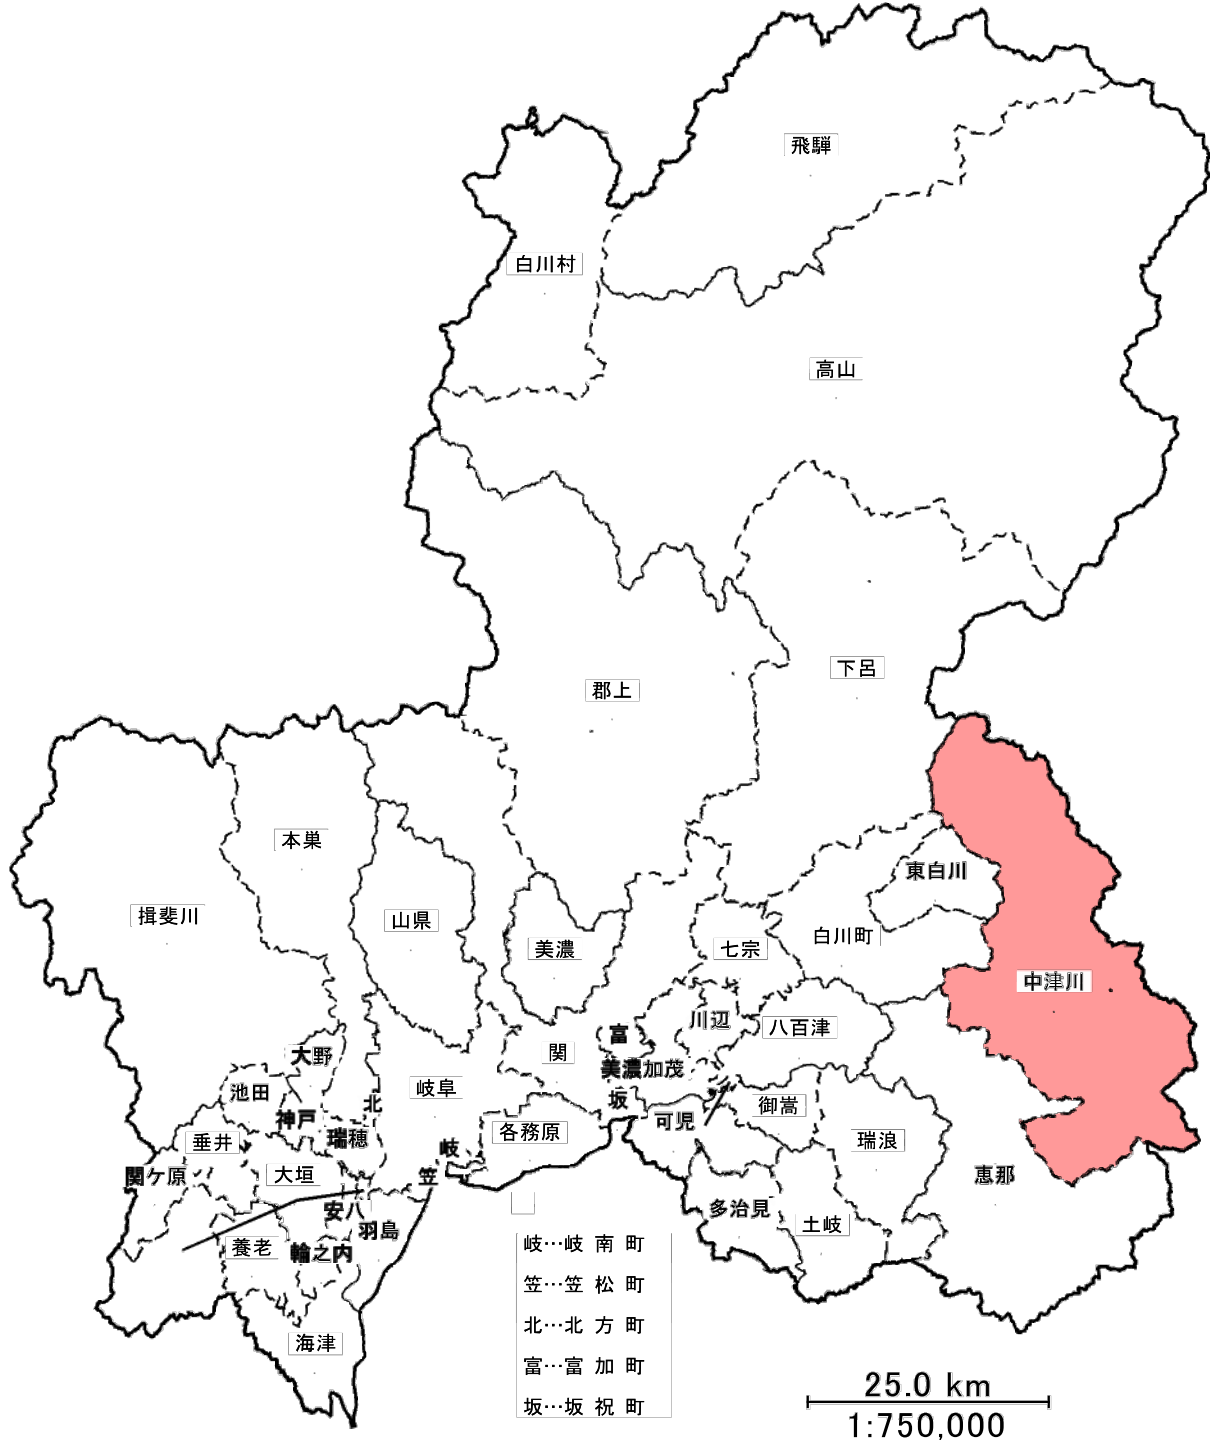 飛騨
白川村
高山
下呂
郡上
本巣
東白川
揖斐川
山県
美濃
七宗
白川町
中津川
川辺
八百津
富
大野
関
美濃加茂
池田
岐阜
北
坂
御嵩
神戸
可児
各務原
瑞穂
垂井
瑞浪
岐
関ケ原
大垣
笠
恵那
安八
多治見
土岐
羽島
養老
輪之内
海津
岐…岐南町
笠…笠松町
北…北方町
富…富加町
坂…坂祝町
25.0 km
1:750,000